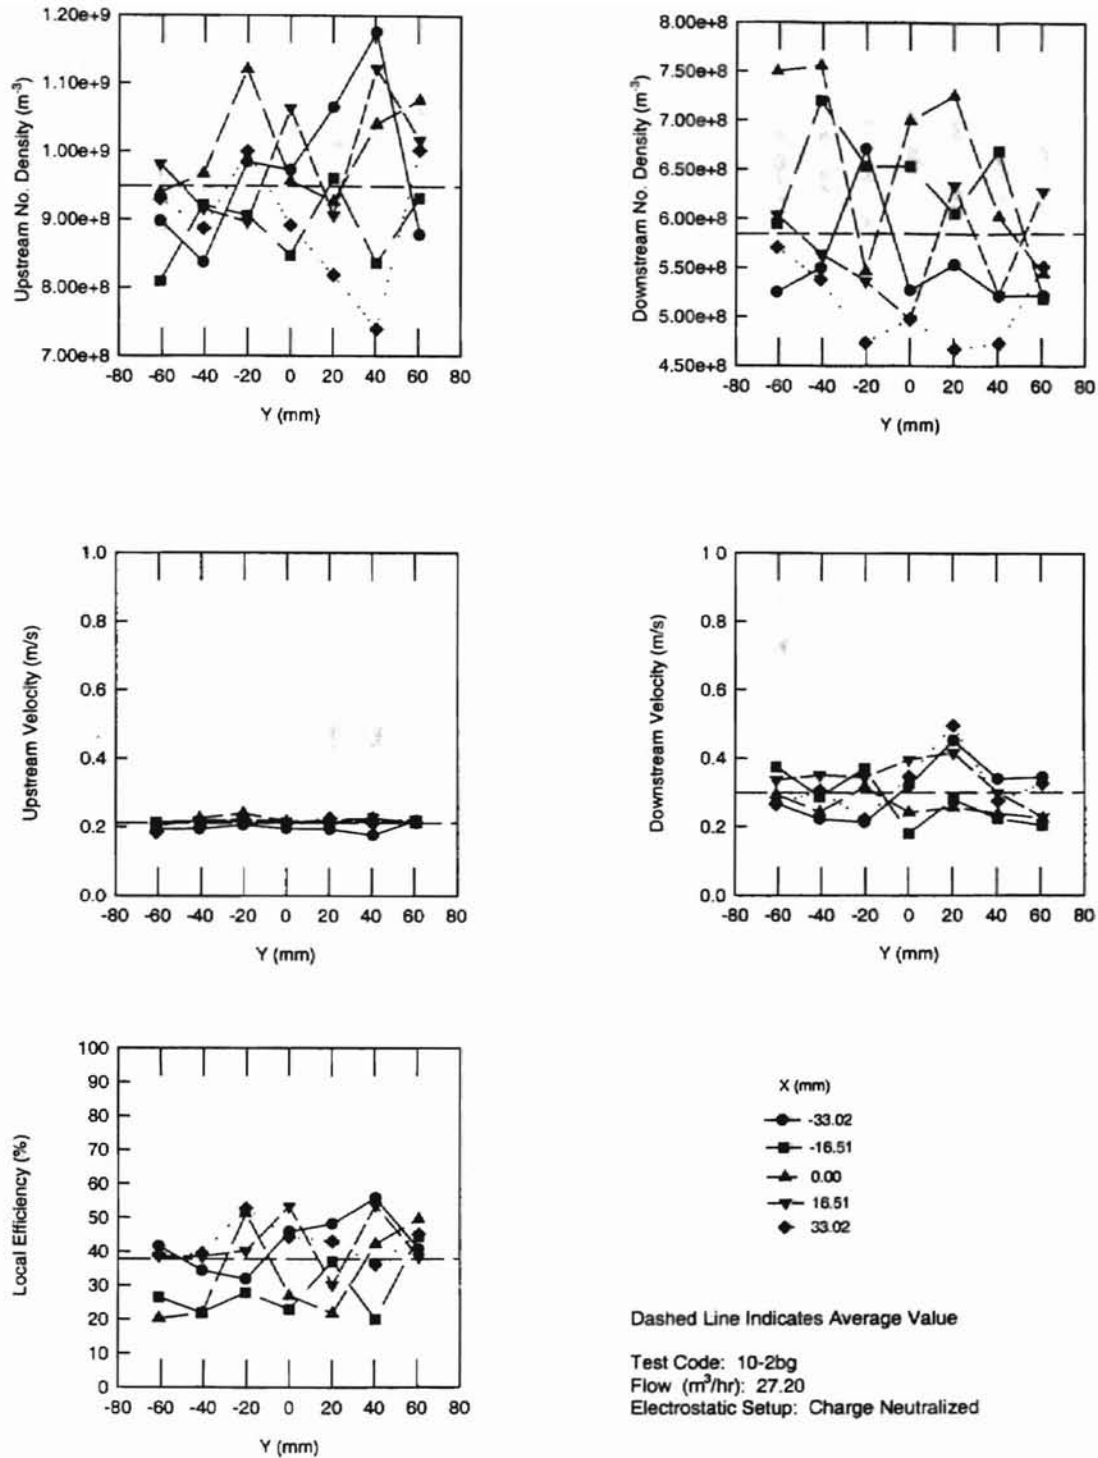 1.20e+9
1.10e+9
1.00e+9
9.00e+8
8.00e+8
7.00e+8
Upstream No. Density (m⁻³)
-80 -60 -40 -20 0 20 40 60 80
Y (mm)
8.00e+8
7.50e+8
7.00e+8
6.50e+8
6.00e+8
5.50e+8
5.00e+8
4.50e+8
Downstream No. Density (m⁻³)
-80 -60 -40 -20 0 20 40 60 80
Y (mm)
1.0
0.8
0.6
0.4
0.2
0.0
Upstream Velocity (m/s)
-80 -60 -40 -20 0 20 40 60 80
Y (mm)
1 0
0.8
0.6
0.4
0.2
0.0
Downstream Velocity (m/s)
-80 -60 -40 -20 0 20 40 60 80
Y (mm)
100
90
80
70
60
50
40
30
20
10
0
Local Efficiency (%)
-80 -60 -40 -20 0 20 40 60 80
Y (mm)
X (mm)
-33.02
-16.51
0.00
16.51
33.02
Dashed Line Indicates Average Value
Test Code: 10-2bg
Flow (m³/hr): 27.20
Electrostatic Setup: Charge Neutralized